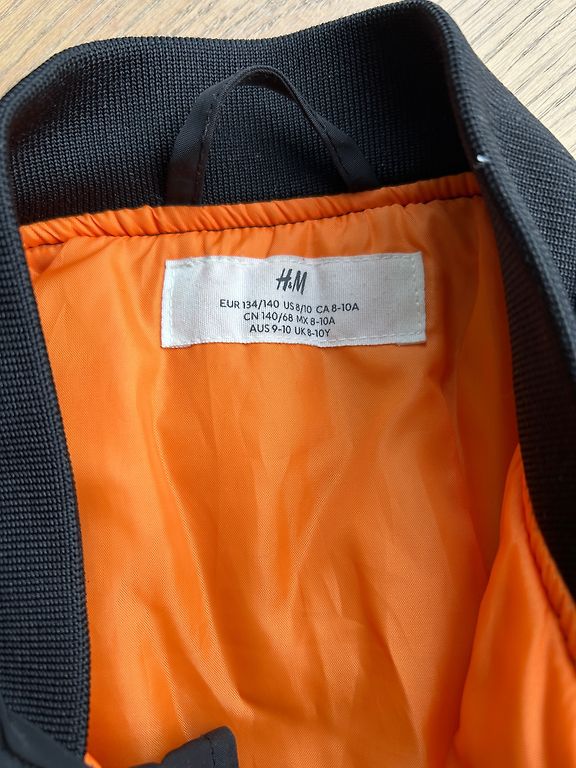 H&M
EUR 134/140 US 8/10 CA 8-10A
CN 140/68 MX 8-10A
AUS 9-10 UK 8-10Y